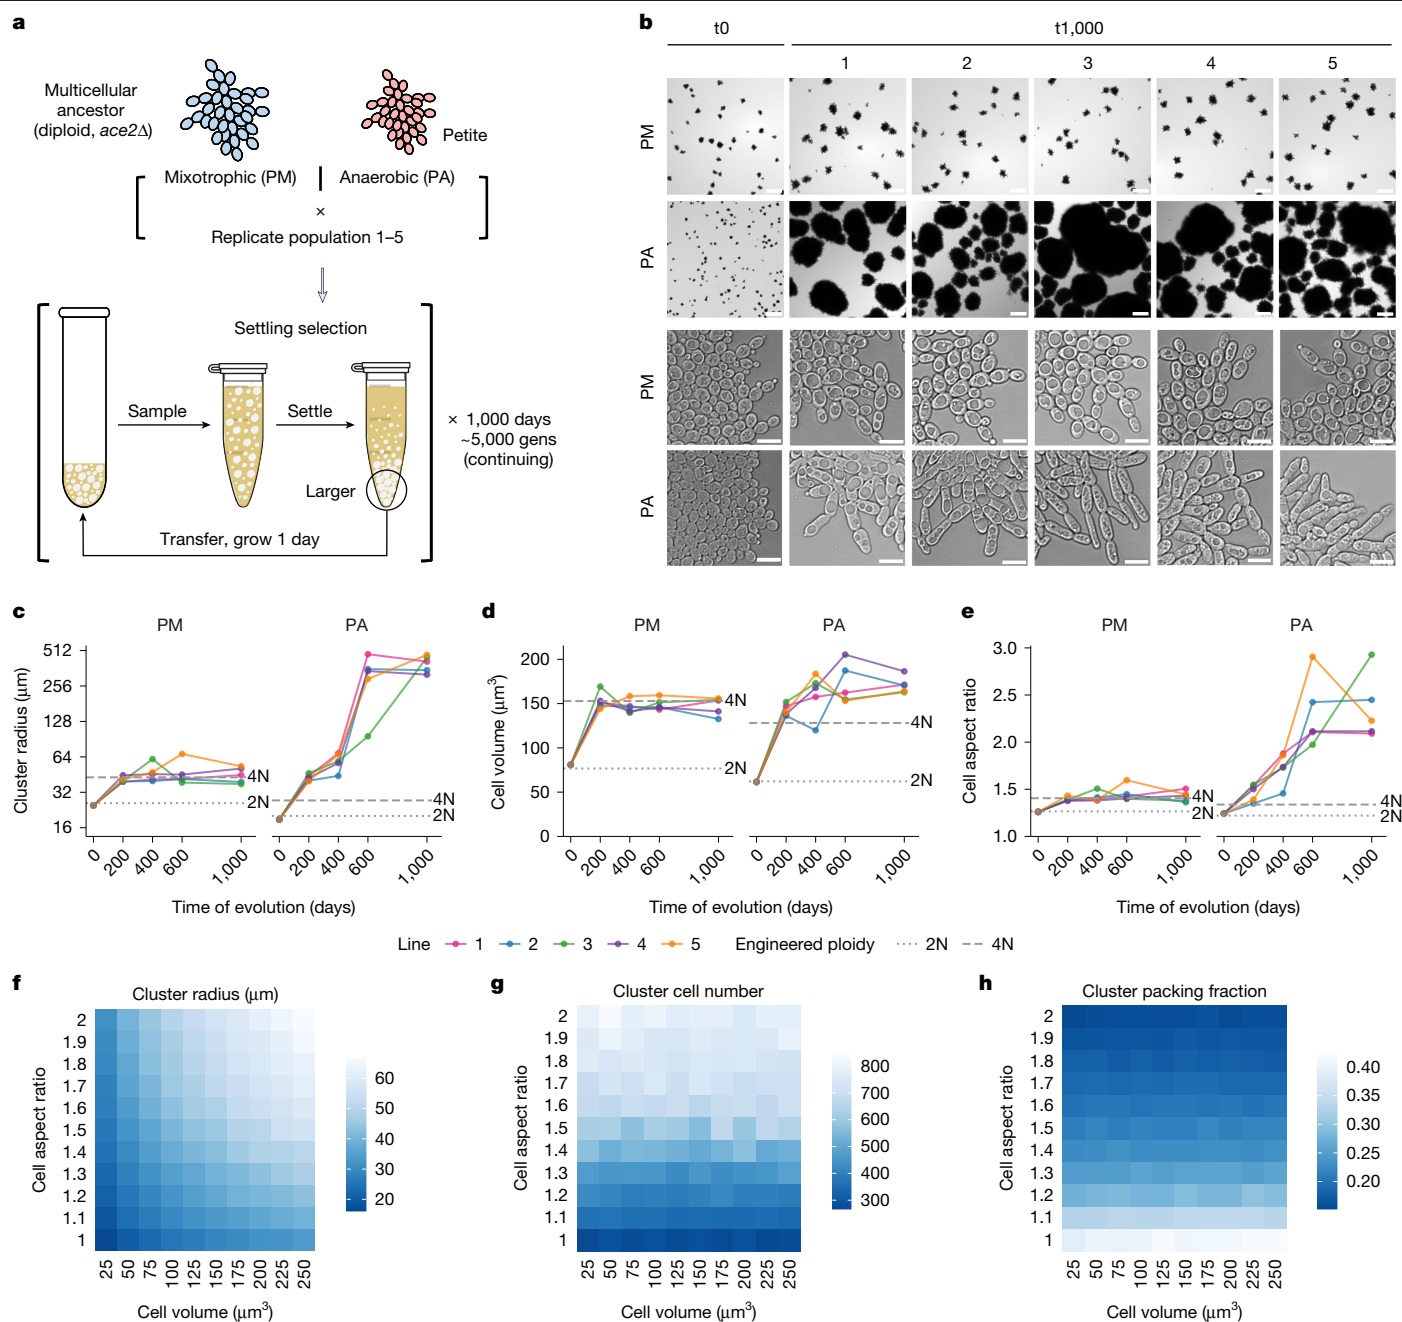 a
Multicellular
ancestor
(diploid, ace2Δ)
Petite
Mixotrophic (PM)
Anaerobic (PA)
×
Replicate population 1–5
Settling selection
Sample
Settle
Larger
Transfer, grow 1 day
× 1,000 days
~5,000 gens
(continuing)
b
t0
t1,000
1 2 3 4 5
PM
PA
PM
PA
c
PM
PA
Cluster radius (μm)
512
256
128
64
32
16
4N
2N
4N
2N
0 200 400 600 1,000
0 200 400 600 1,000
Time of evolution (days)
d
PM
PA
Cell volume (μm³)
200
150
100
50
0
4N
2N
4N
2N
0 200 400 600 1,000
0 200 400 600 1,000
Time of evolution (days)
e
PM
PA
Cell aspect ratio
3.0
2.5
2.0
1.5
1.0
4N
2N
4N
2N
0 200 400 600 1,000
0 200 400 600 1,000
Time of evolution (days)
Line 1 2 3 4 5 Engineered ploidy 2N 4N
f
Cluster radius (μm)
Cell aspect ratio
2
1.9
1.8
1.7
1.6
1.5
1.4
1.3
1.2
1.1
1
25 50 75 100 125 150 175 200 225 250
Cell volume (μm³)
60
50
40
30
20
g
Cluster cell number
Cell aspect ratio
2
1.9
1.8
1.7
1.6
1.5
1.4
1.3
1.2
1.1
1
25 50 75 100 125 150 175 200 225 250
Cell volume (μm³)
800
700
600
500
400
300
h
Cluster packing fraction
Cell aspect ratio
2
1.9
1.8
1.7
1.6
1.5
1.4
1.3
1.2
1.1
1
25 50 75 100 125 150 175 200 225 250
Cell volume (μm³)
0.40
0.35
0.30
0.25
0.20